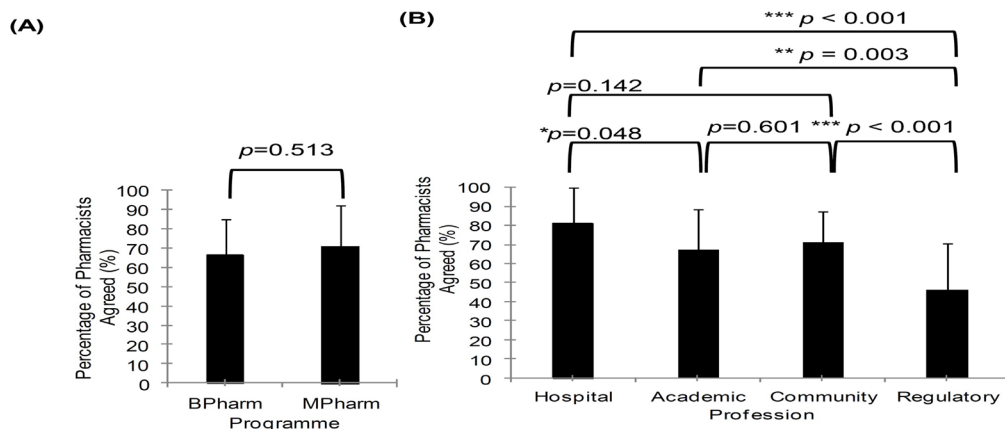 (A)
p=0.513
Percentage of Pharmacists
Agreed (%)
100
90
80
70
60
50
40
30
20
10
0
BPharm MPharm
Programme
(B)
*** p < 0.001
** p = 0.003
p=0.142
*p=0.048 p=0.601 *** p < 0.001
Percentage of Pharmacists
Agreed (%)
100
90
80
70
60
50
40
30
20
10
0
Hospital Academic Community Regulatory
Profession